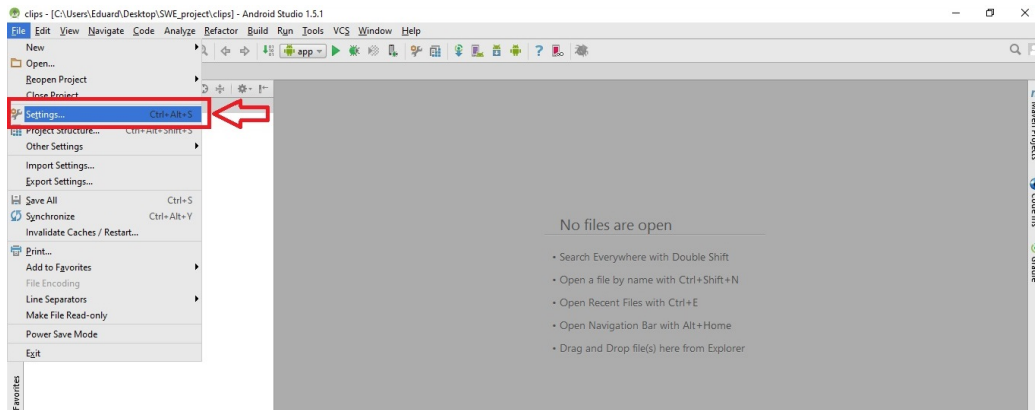 clips - [C:\Users\Eduard\Desktop\SWE_project\clips] - Android Studio 1.5.1
File Edit View Navigate Code Analyze Refactor Build Run Tools VCS Window Help
New
app
Open...
Reopen Project
Close Project
Settings... Ctrl+Alt+S
Project Structure... Ctrl+Alt+Shift+S
Other Settings
Import Settings...
Export Settings...
Save All Ctrl+S
Synchronize Ctrl+Alt+Y
Invalidate Caches / Restart...
Print...
Add to Favorites
File Encoding
Line Separators
Make File Read-only
Power Save Mode
Exit
Favorites
No files are open
• Search Everywhere with Double Shift
• Open a file by name with Ctrl+Shift+N
• Open Recent Files with Ctrl+E
• Open Navigation Bar with Alt+Home
• Drag and Drop file(s) here from Explorer
Maven Projects
Gradle